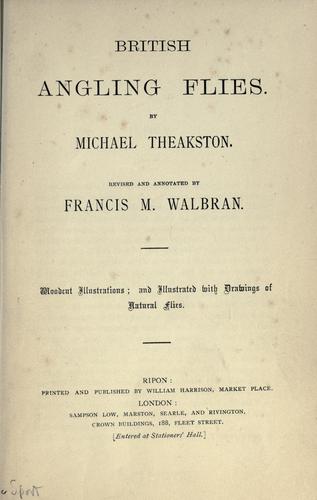 BRITISH
ANGLING FLIES.
BY
MICHAEL THEAKSTON.
REVISED AND ANNOTATED BY
FRANCIS M. WALBRAN.
Woodcut Illustrations; and Illustrated with Drawings of
Natural Flies.
RIPON:
PRINTED AND PUBLISHED BY WILLIAM HARRISON, MARKET PLACE.
LONDON:
SAMPSON LOW, MARSTON, SEARLE, AND RIVINGTON,
CROWN BUILDINGS, 188, FLEET STREET.
[Entered at Stationers' Hall.]
Sport